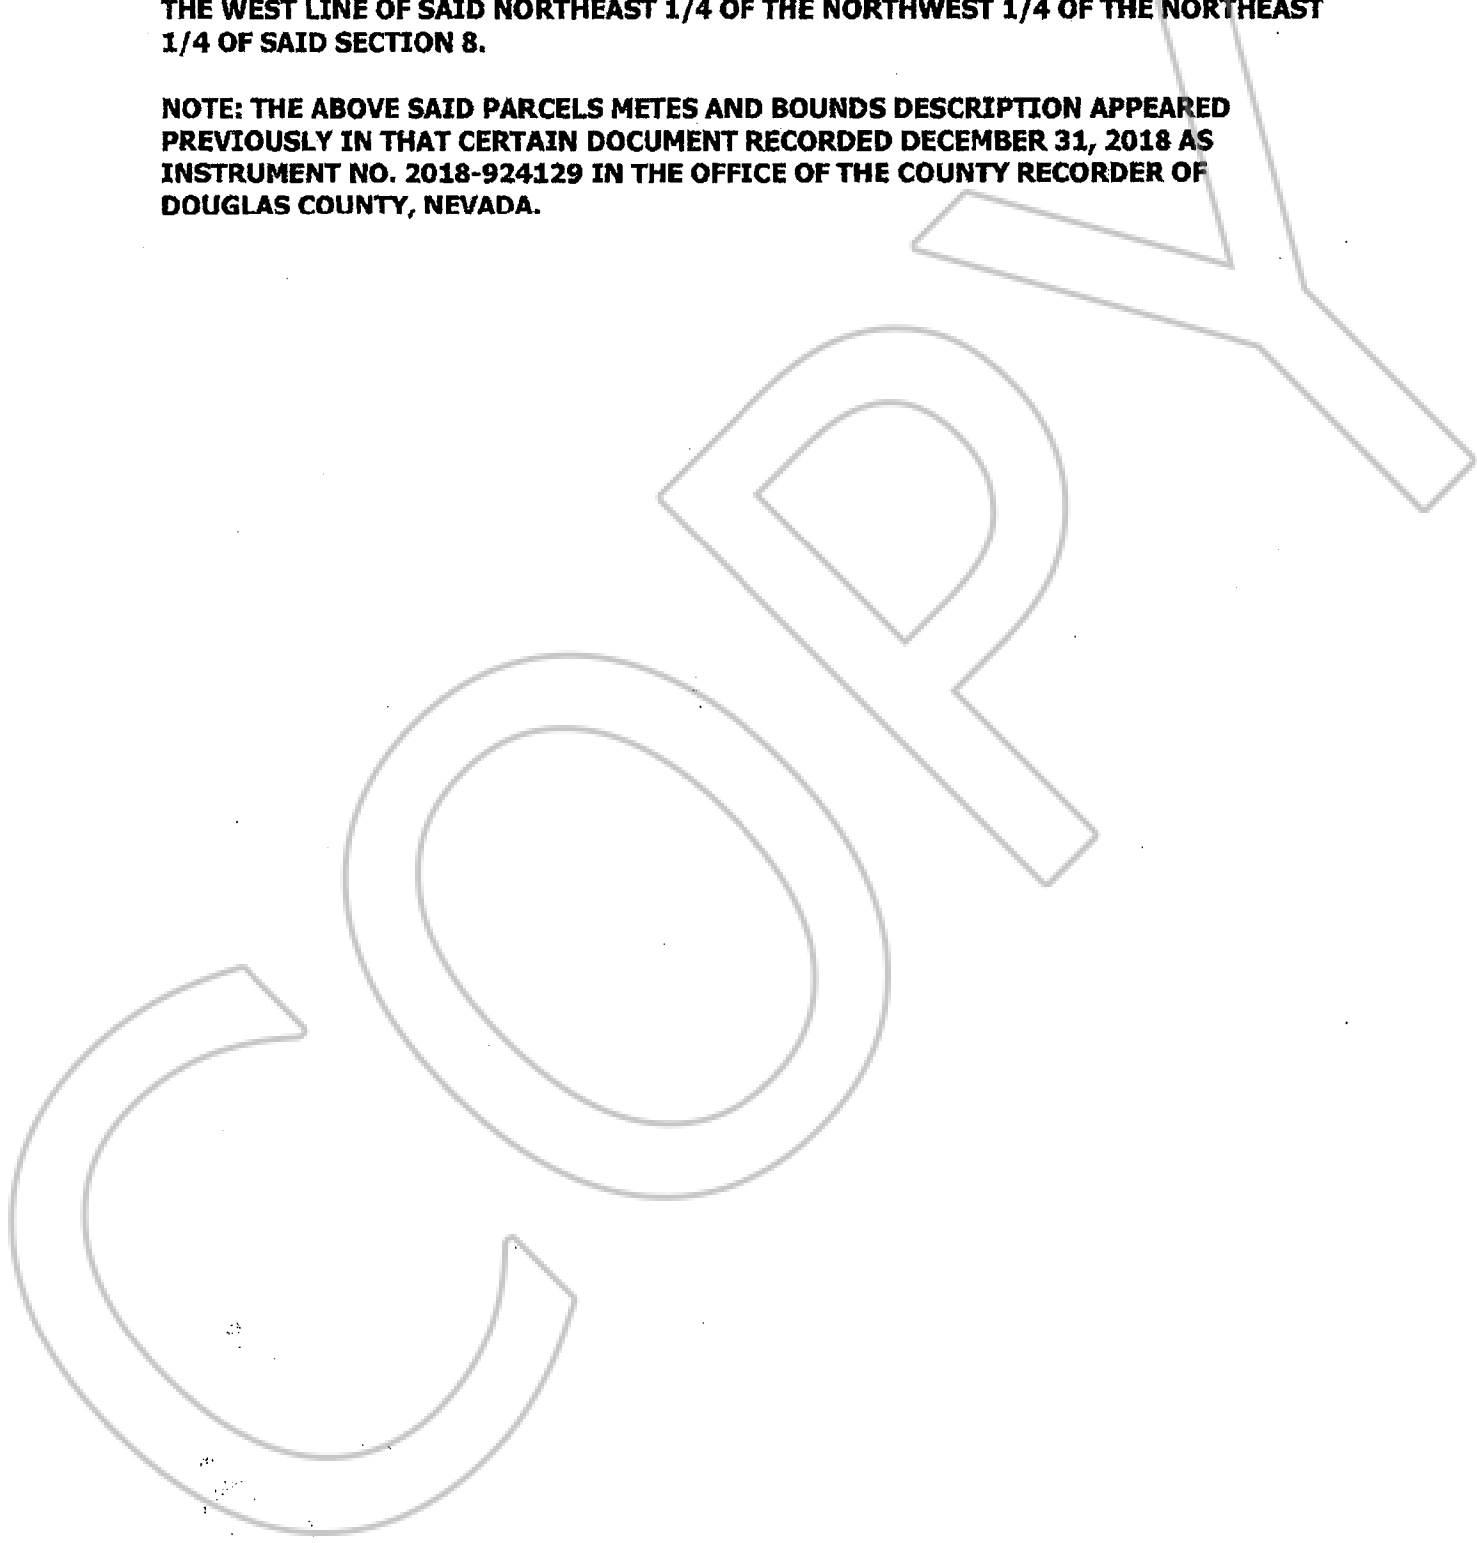 THE WEST LINE OF SAID NORTHEAST 1/4 OF THE NORTHWEST 1/4 OF THE NORTHEAST
1/4 OF SAID SECTION 8.
NOTE: THE ABOVE SAID PARCELS METES AND BOUNDS DESCRIPTION APPEARED
PREVIOUSLY IN THAT CERTAIN DOCUMENT RECORDED DECEMBER 31, 2018 AS
INSTRUMENT NO. 2018-924129 IN THE OFFICE OF THE COUNTY RECORDER OF
DOUGLAS COUNTY, NEVADA.
COPY